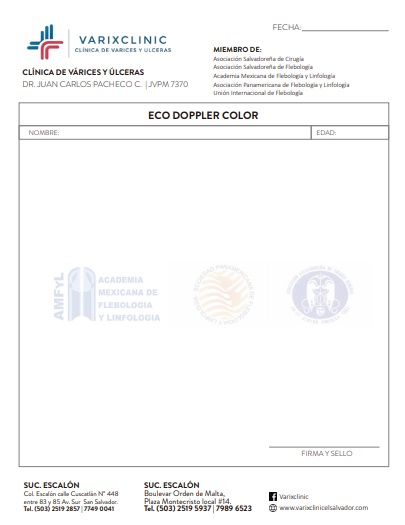 FECHA:
VARIXCLINIC
CLÍNICA DE VARICES Y ULCERAS
MIEMBRO DE:
Asociación Salvadoreña de Cirugía
Asociación Salvadoreña de Flebología
Academia Mexicana de Flebología y Linfología
Asociación Panamericana de Flebología y Linfología
Unión Internacional de Flebología
CLÍNICA DE VÁRICES Y ÚLCERAS
DR. JUAN CARLOS PACHECO C. | JVPM 7370
ECO DOPPLER COLOR
NOMBRE:
EDAD:
AMFYL
ACADEMIA
MEXICANA DE
FLEBOLOGIA
Y LINFOLOGIA
FIRMA Y SELLO
SUC. ESCALÓN
Col. Escalón calle Cuscatlán N° 448
entre 83 y 85 Av. Sur San Salvador.
Tel. (503) 2519 2857 | 7749 0041
SUC. ESCALÓN
Boulevar Orden de Malta,
Plaza Montecristo local #14.
Tel. (503) 2519 5937 | 7989 6523
Varixclinic
www.varixclinicelsalvador.com